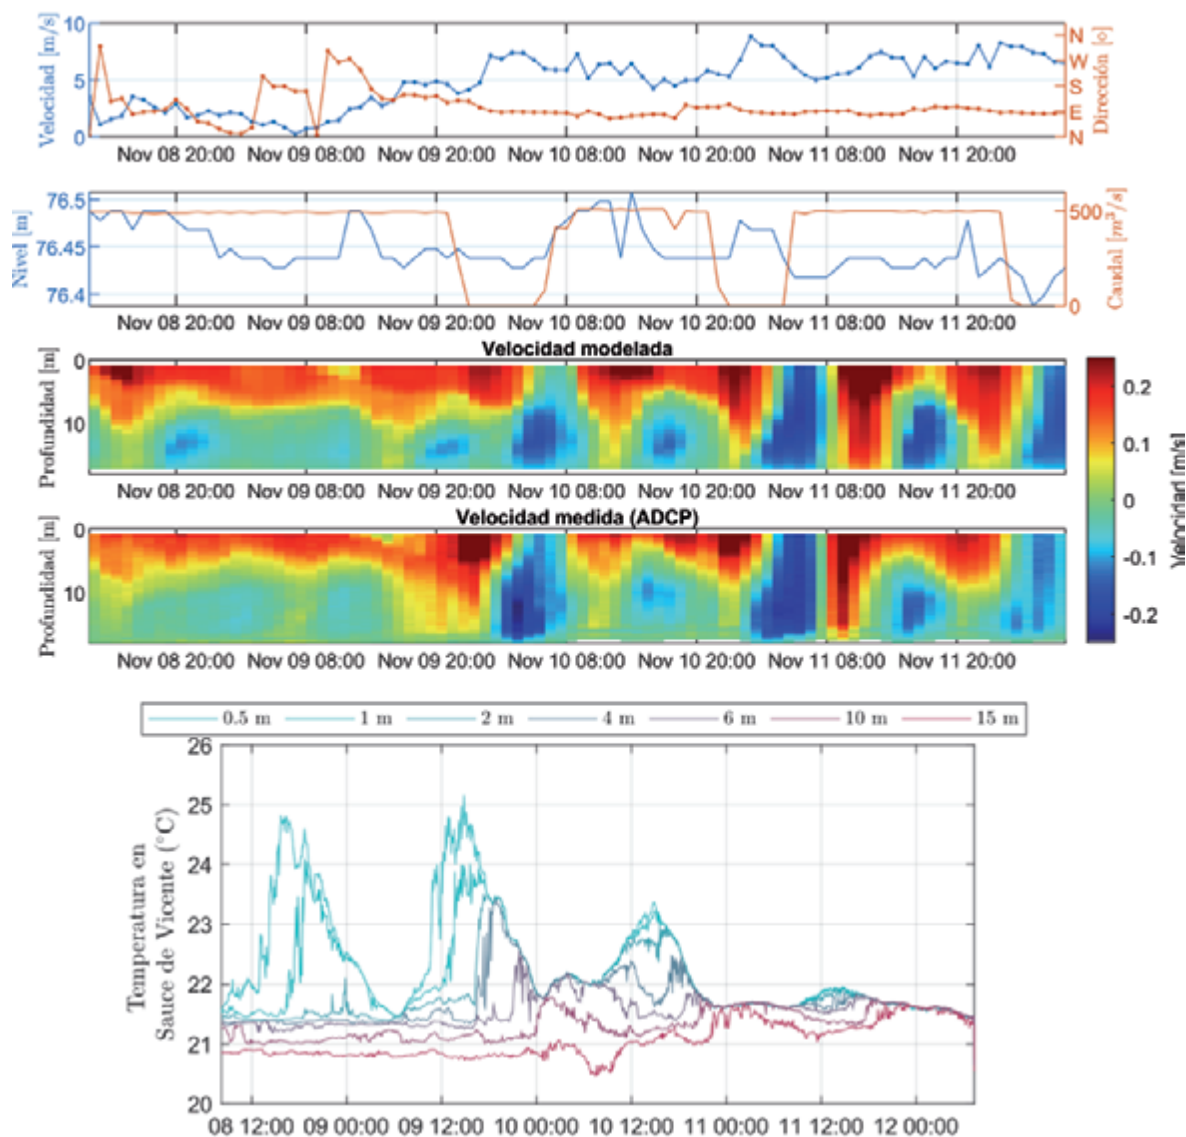 10
5
0
Velocidad [m/s]
N
W
S
E
N
Dirección [o]
Nov 08 20:00 Nov 09 08:00 Nov 09 20:00 Nov 10 08:00 Nov 10 20:00 Nov 11 08:00 Nov 11 20:00
76.5
76.45
76.4
Nivel [m]
500
0
Caudal [m³/s]
Nov 08 20:00 Nov 09 08:00 Nov 09 20:00 Nov 10 08:00 Nov 10 20:00 Nov 11 08:00 Nov 11 20:00
Velocidad modelada
0
10
Profundidad [m]
Nov 08 20:00 Nov 09 08:00 Nov 09 20:00 Nov 10 08:00 Nov 10 20:00 Nov 11 08:00 Nov 11 20:00
Velocidad medida (ADCP)
0
10
Profundidad [m]
Nov 08 20:00 Nov 09 08:00 Nov 09 20:00 Nov 10 08:00 Nov 10 20:00 Nov 11 08:00 Nov 11 20:00
0.2
0.1
0
-0.1
-0.2
Velocidad [m/s]
0.5 m 1 m 2 m 4 m 6 m 10 m 15 m
26
25
24
23
22
21
20
Temperatura en
Sauce de Vicente (°C)
08 12:00 09 00:00 09 12:00 10 00:00 10 12:00 11 00:00 11 12:00 12 00:00